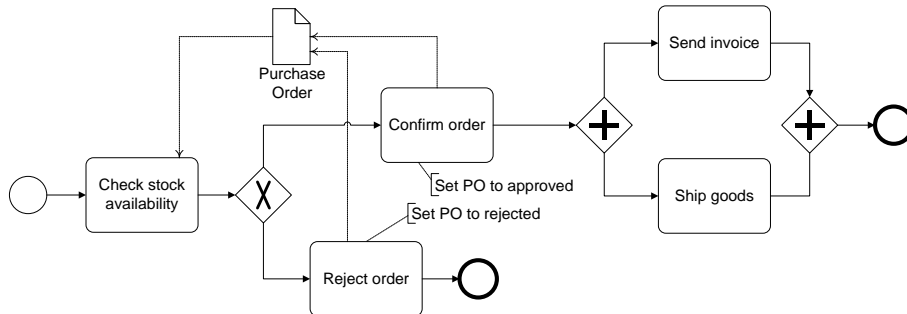 Send invoice
Purchase
Order
Confirm order
Check stock
availability
Set PO to approved
Ship goods
Set PO to rejected
Reject order